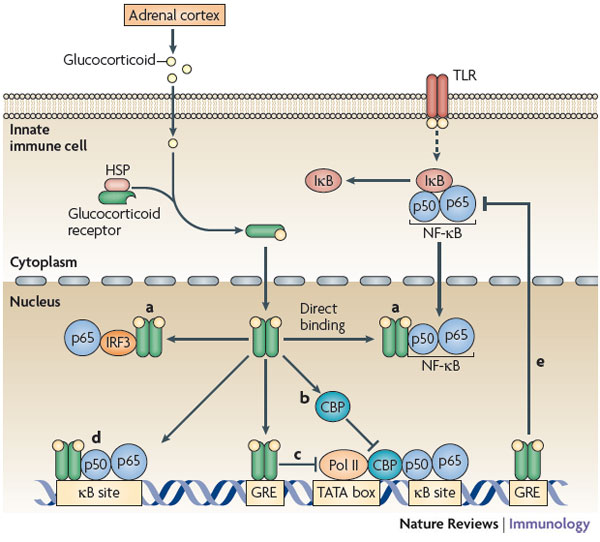 Adrenal cortex
Glucocorticoid
TLR
Innate
immune cell
HSP
Glucocorticoid
receptor
IκB
IκB
p50
p65
NF-κB
Cytoplasm
Nucleus
a
Direct
binding
a
p65
IRF3
p50
p65
NF-κB
b
CBP
e
d
p50
p65
c
Pol II
CBP
p50
p65
κB site
GRE
TATA box
κB site
GRE
Nature Reviews | Immunology